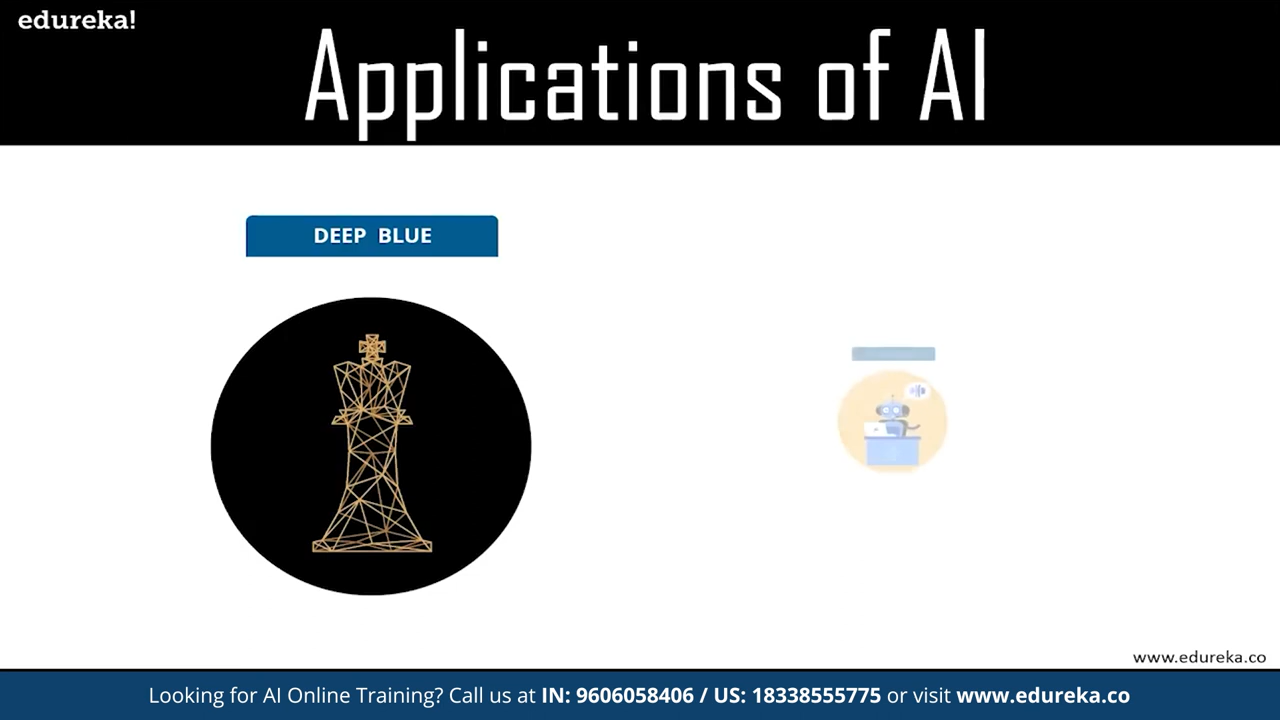 edureka!
Applications of AI
DEEP BLUE
www.edureka.co
Looking for AI Online Training? Call us at IN: 9606058406 / US: 18338555775 or visit www.edureka.co